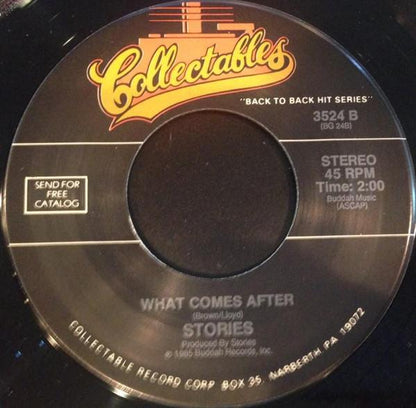 Collectables
"BACK TO BACK HIT SERIES"
3524 B
(BG 24B)
STEREO
45 RPM
Time: 2:00
Buddah Music
(ASCAP)
SEND FOR
FREE
CATALOG
WHAT COMES AFTER
(Brown/Lloyd)
STORIES
Produced By Stories
© 1985 Buddah Records, Inc.
COLLECTABLE RECORD CORP BOX 35, NARBERTH, PA 19072